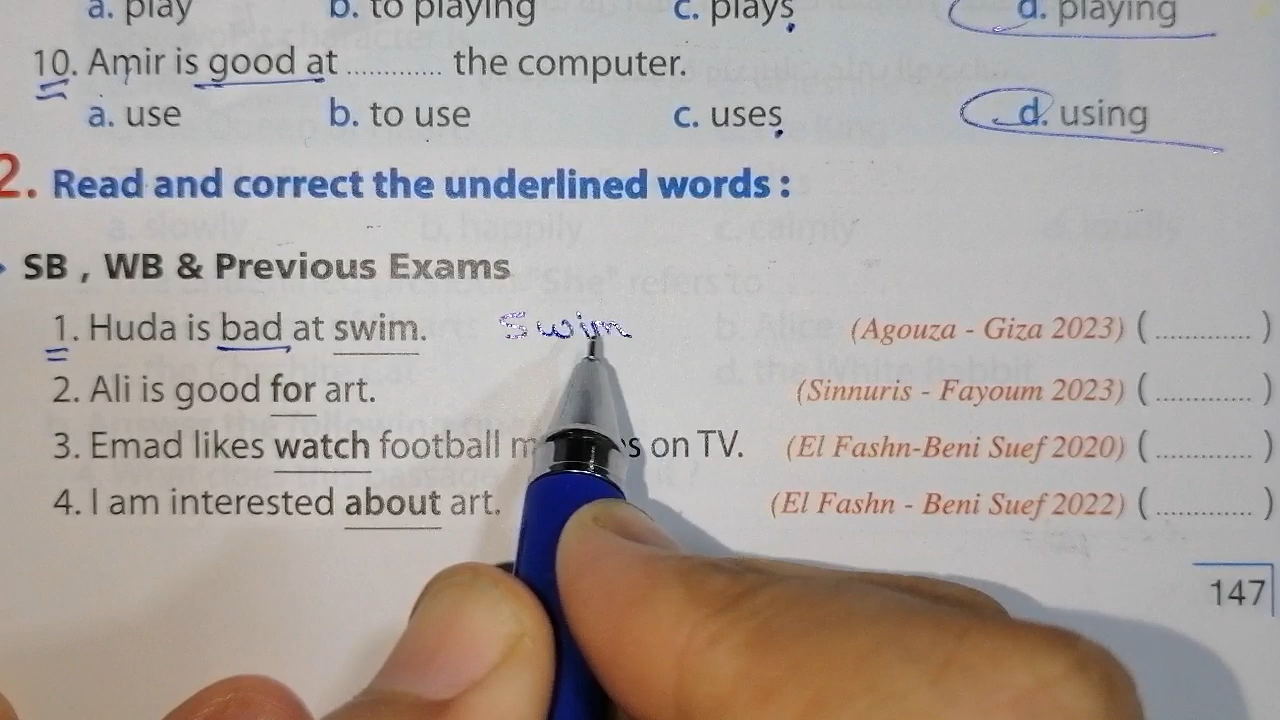 a. play b. to playing c. plays d. playing
10. Amir is good at ............. the computer.
a. use b. to use c. uses d. using
2. Read and correct the underlined words :
SB , WB & Previous Exams
1. Huda is bad at swim. swim (Agouza - Giza 2023) (.............)
2. Ali is good for art. (Sinnuris - Fayoum 2023) (.............)
3. Emad likes watch football on TV. (El Fashn-Beni Suef 2020) (.............)
4. I am interested about art. (El Fashn - Beni Suef 2022) (.............)
147